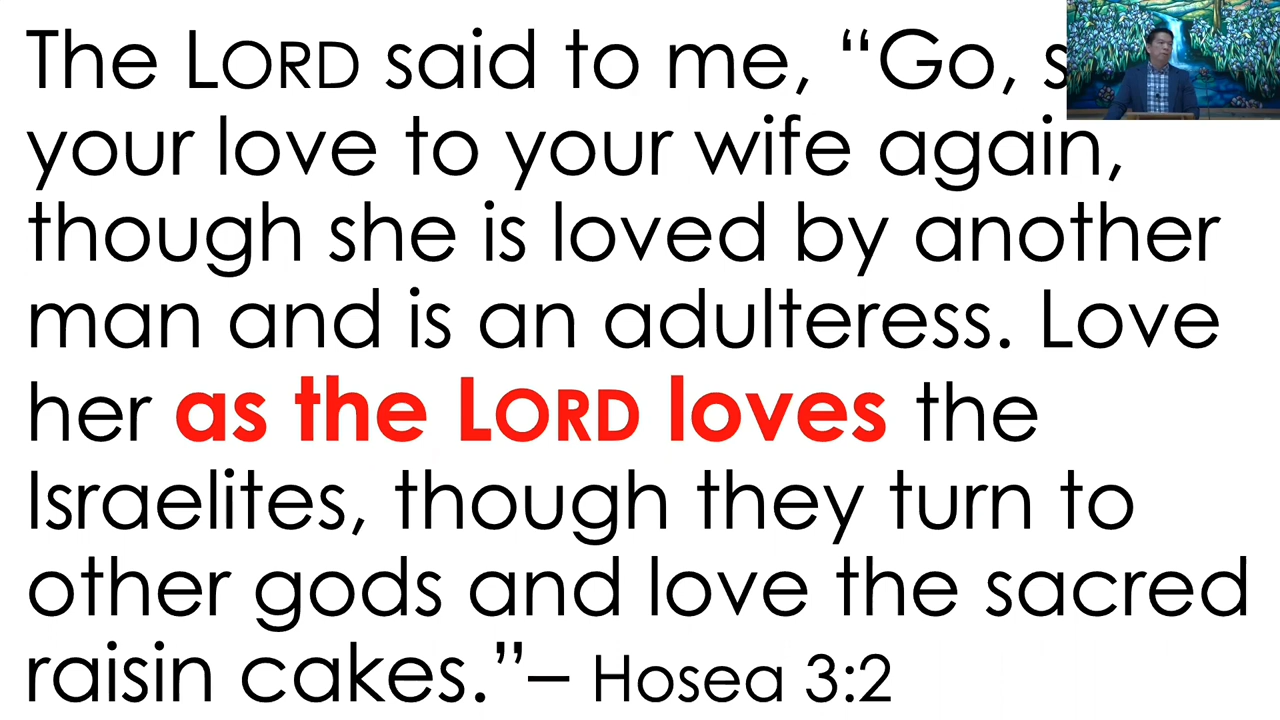 The LORD said to me, “Go,
your love to your wife again,
though she is loved by another
man and is an adulteress. Love
her as the LORD loves the
Israelites, though they turn to
other gods and love the sacred
raisin cakes.”– Hosea 3:2